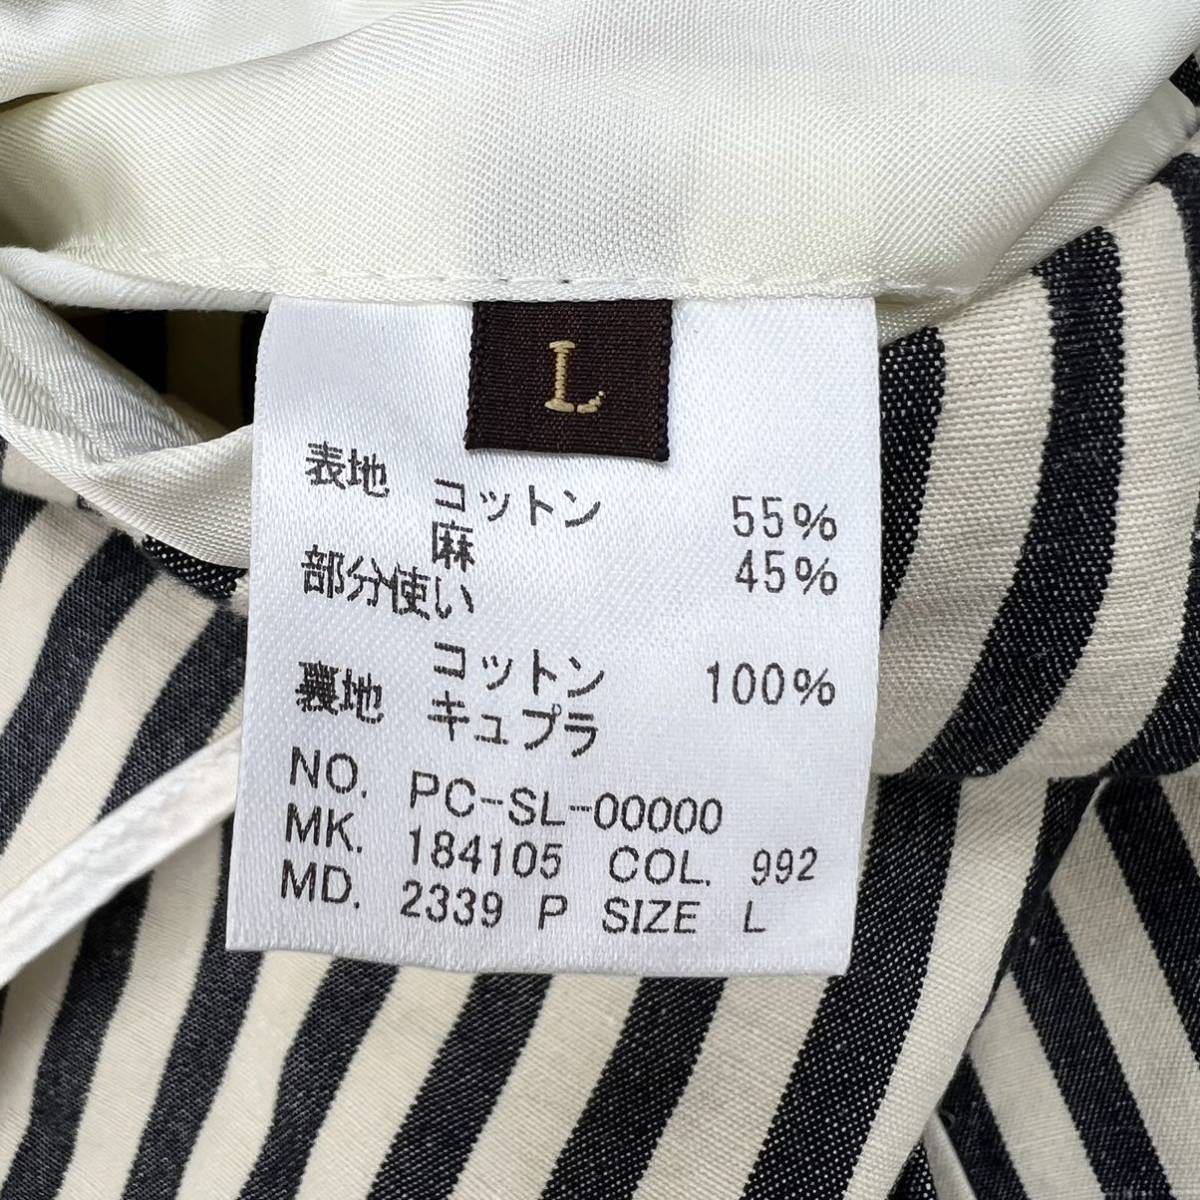 L
表地 コットン 55%
麻 45%
部分使い
コットン 100%
裏地 キュプラ
NO. PC-SL-00000
MK. 184105 COL. 992
MD. 2339 P SIZE L